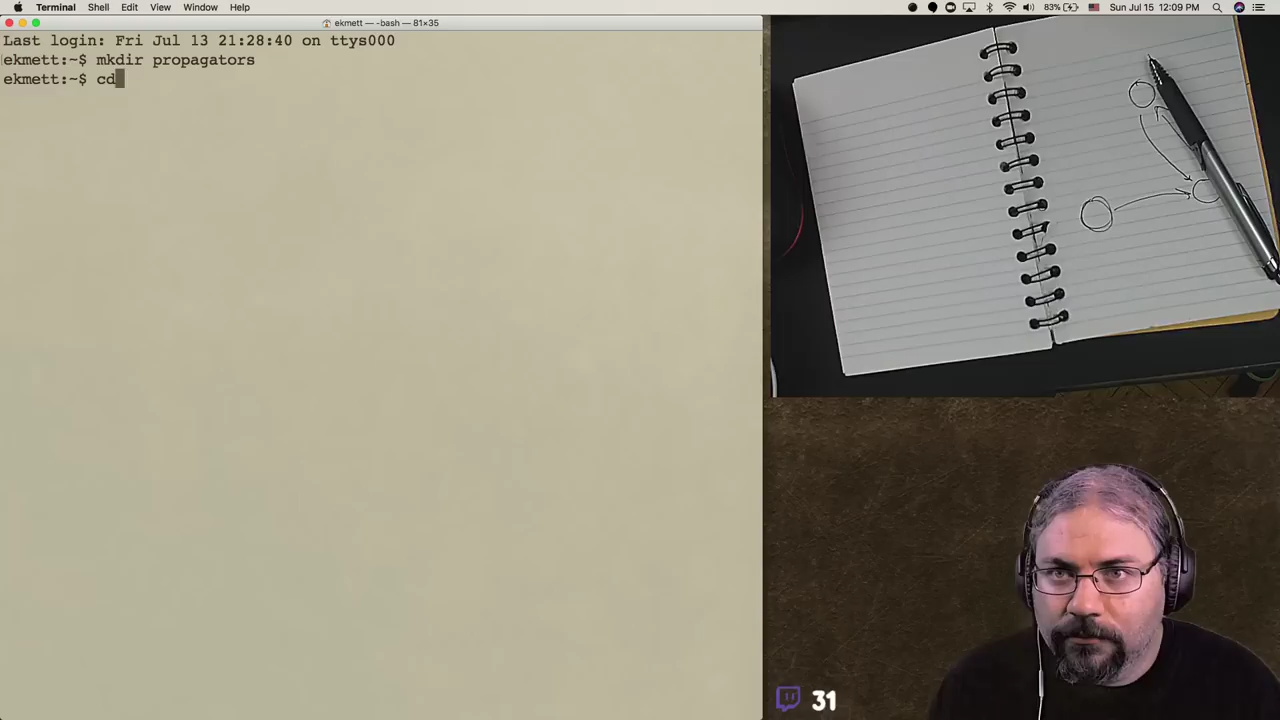 Terminal Shell Edit View Window Help
83% Sun Jul 15 12:09 PM
ekmett — -bash — 81×35
Last login: Fri Jul 13 21:28:40 on ttys000
ekmett:~$ mkdir propagators
ekmett:~$ cd
31